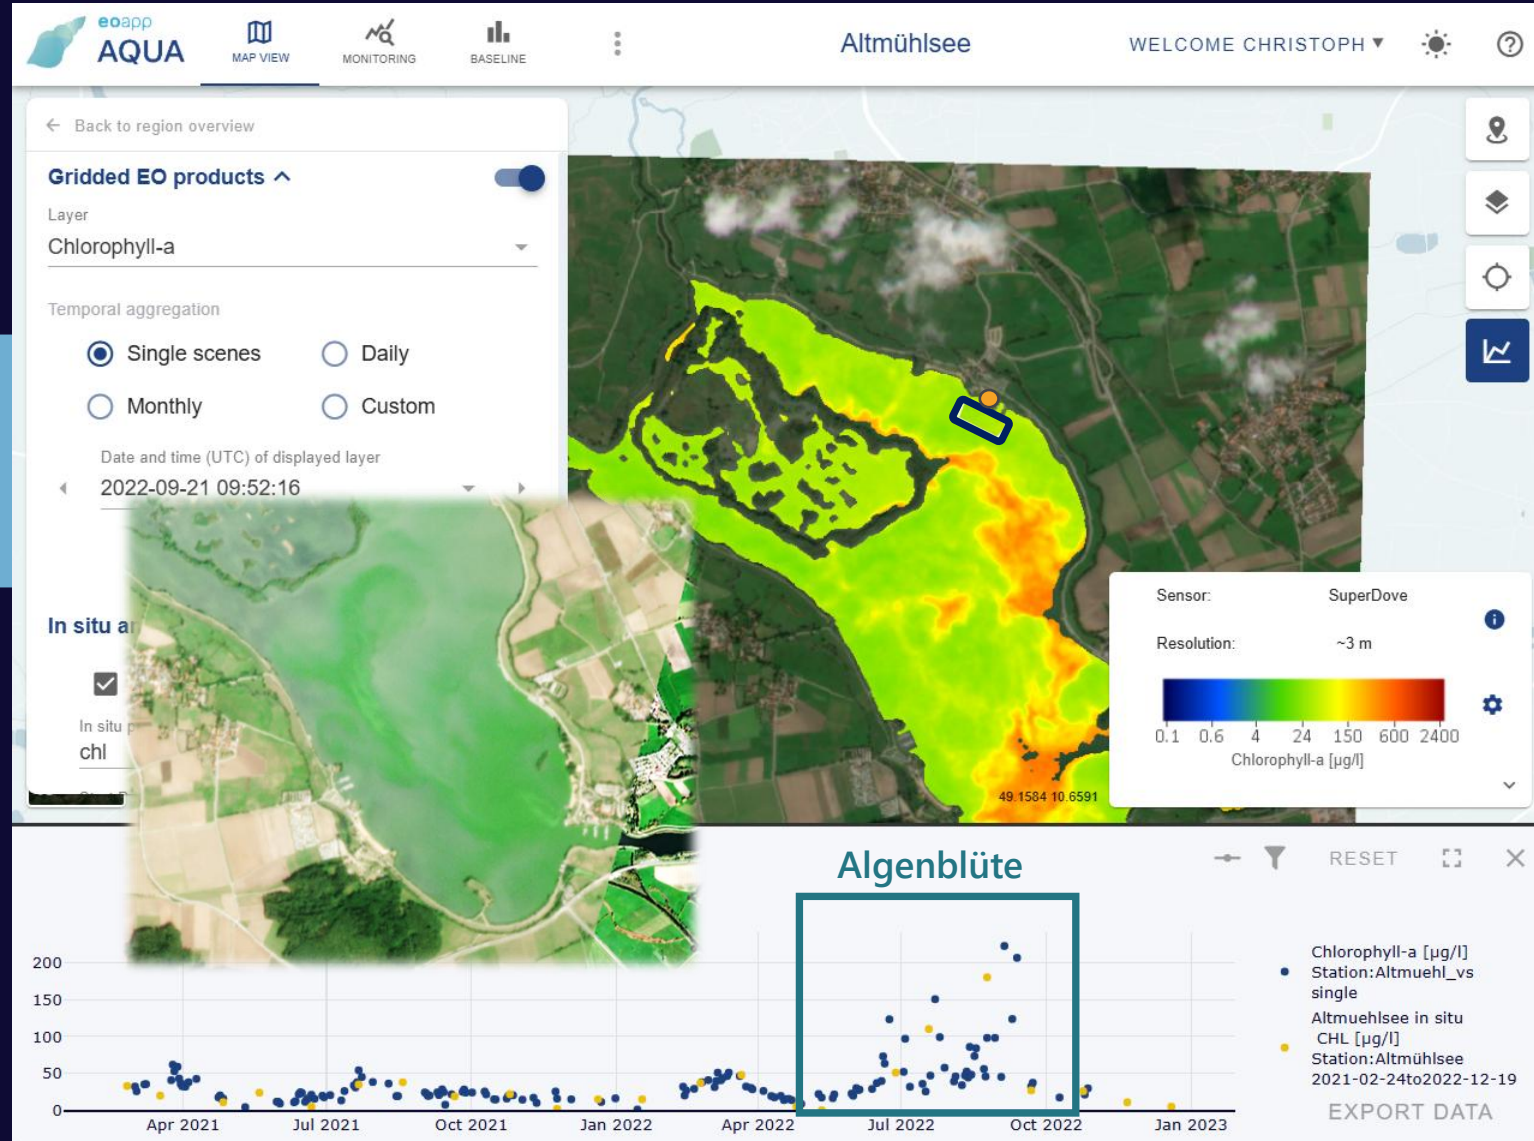 eoapp
AQUA
MAP VIEW
MONITORING
BASELINE
Altmühlsee
WELCOME CHRISTOPH
Back to region overview
Gridded EO products
Layer
Chlorophyll-a
Temporal aggregation
Single scenes
Daily
Monthly
Custom
Date and time (UTC) of displayed layer
2022-09-21 09:52:16
In situ
In situ
chl
Sensor: SuperDove
Resolution: ~3 m
0.1 0.6 4 24 150 600 2400
Chlorophyll-a [µg/l]
49.1584 10.6591
Algenblüte
RESET
200
150
100
50
0
Apr 2021 Jul 2021 Oct 2021 Jan 2022 Apr 2022 Jul 2022 Oct 2022 Jan 2023
Chlorophyll-a [µg/l]
Station:Altmuehl_vs
single
Altmuehlsee in situ
CHL [µg/l]
Station:Altmühlsee
2021-02-24to2022-12-19
EXPORT DATA